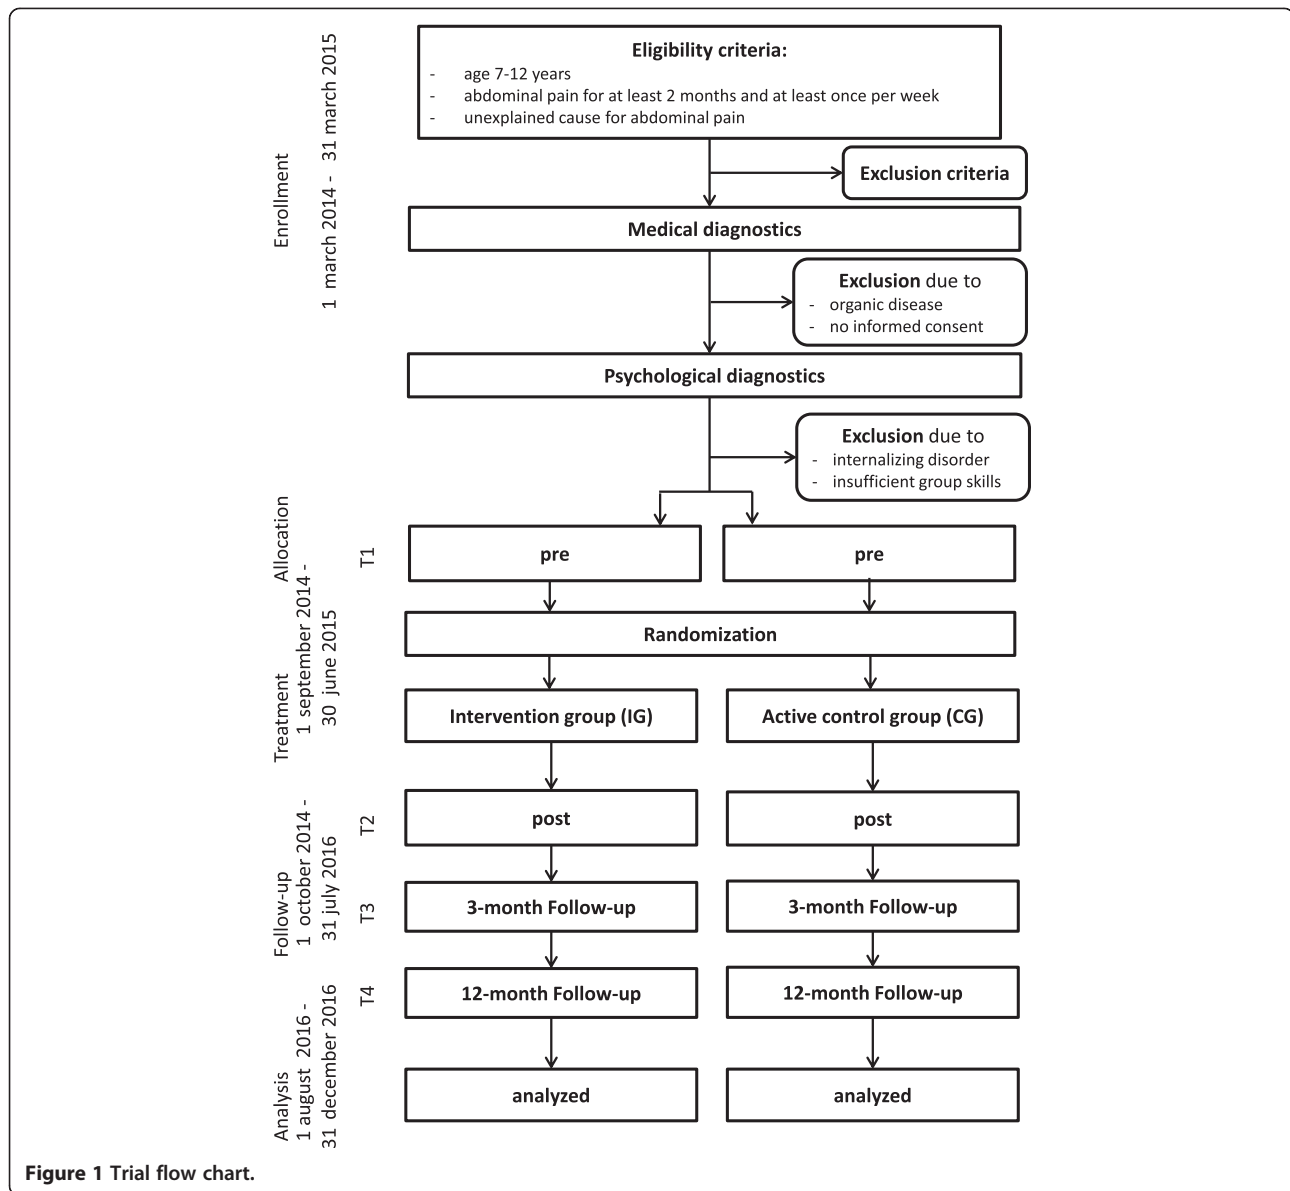 Eligibility criteria:
- age 7-12 years
- abdominal pain for at least 2 months and at least once per week
- unexplained cause for abdominal pain
Enrollment
1 march 2014 - 31 march 2015
Exclusion criteria
Medical diagnostics
Exclusion due to
- organic disease
- no informed consent
Psychological diagnostics
Exclusion due to
- internalizing disorder
- insufficient group skills
Allocation
T1
pre
pre
1 september 2014 -
30 june 2015
Randomization
Treatment
Intervention group (IG)
Active control group (CG)
T2
post
post
Follow-up
1 october 2014 -
31 july 2016
T3
3-month Follow-up
3-month Follow-up
T4
12-month Follow-up
12-month Follow-up
Analysis
1 august 2016 -
31 december 2016
analyzed
analyzed
Figure 1 Trial flow chart.